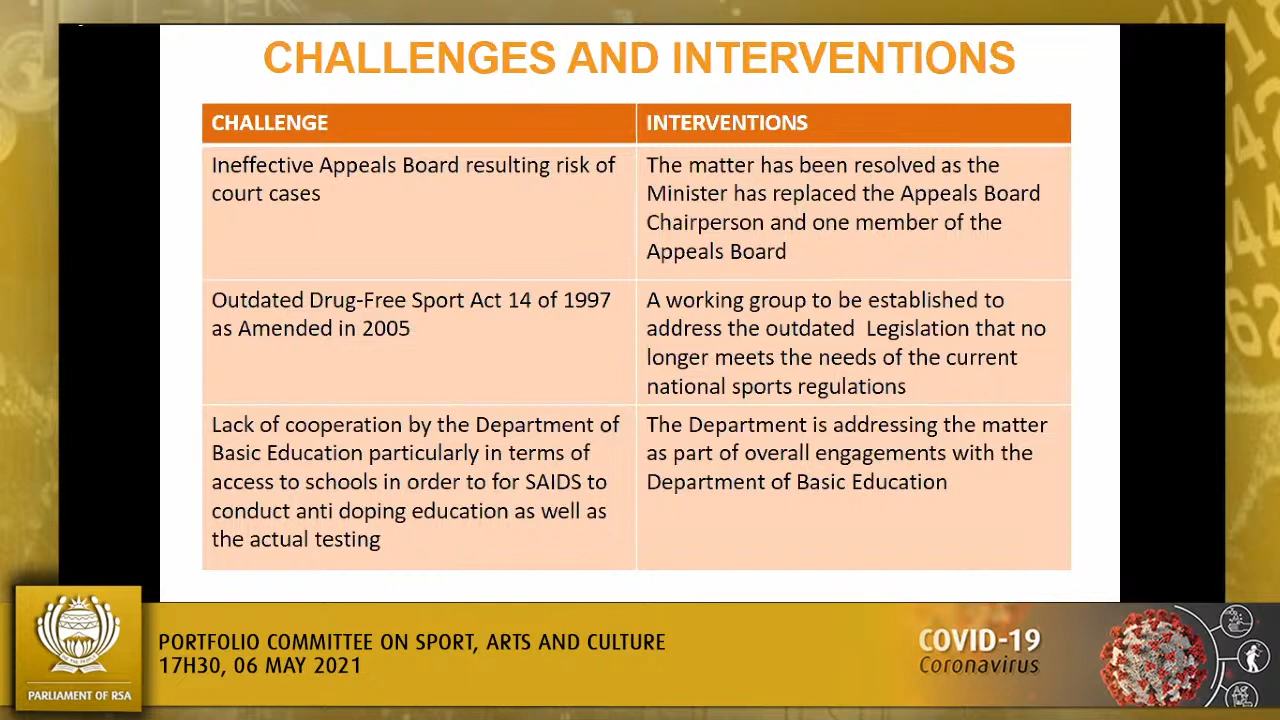 CHALLENGES AND INTERVENTIONS
CHALLENGE
INTERVENTIONS
Ineffective Appeals Board resulting risk of
court cases
The matter has been resolved as the
Minister has replaced the Appeals Board
Chairperson and one member of the
Appeals Board
Outdated Drug-Free Sport Act 14 of 1997
as Amended in 2005
A working group to be established to
address the outdated Legislation that no
longer meets the needs of the current
national sports regulations
Lack of cooperation by the Department of
Basic Education particularly in terms of
access to schools in order to for SAIDS to
conduct anti doping education as well as
the actual testing
The Department is addressing the matter
as part of overall engagements with the
Department of Basic Education
PARLIAMENT OF RSA
PORTFOLIO COMMITTEE ON SPORT, ARTS AND CULTURE
17H30, 06 MAY 2021
COVID-19
Coronavirus